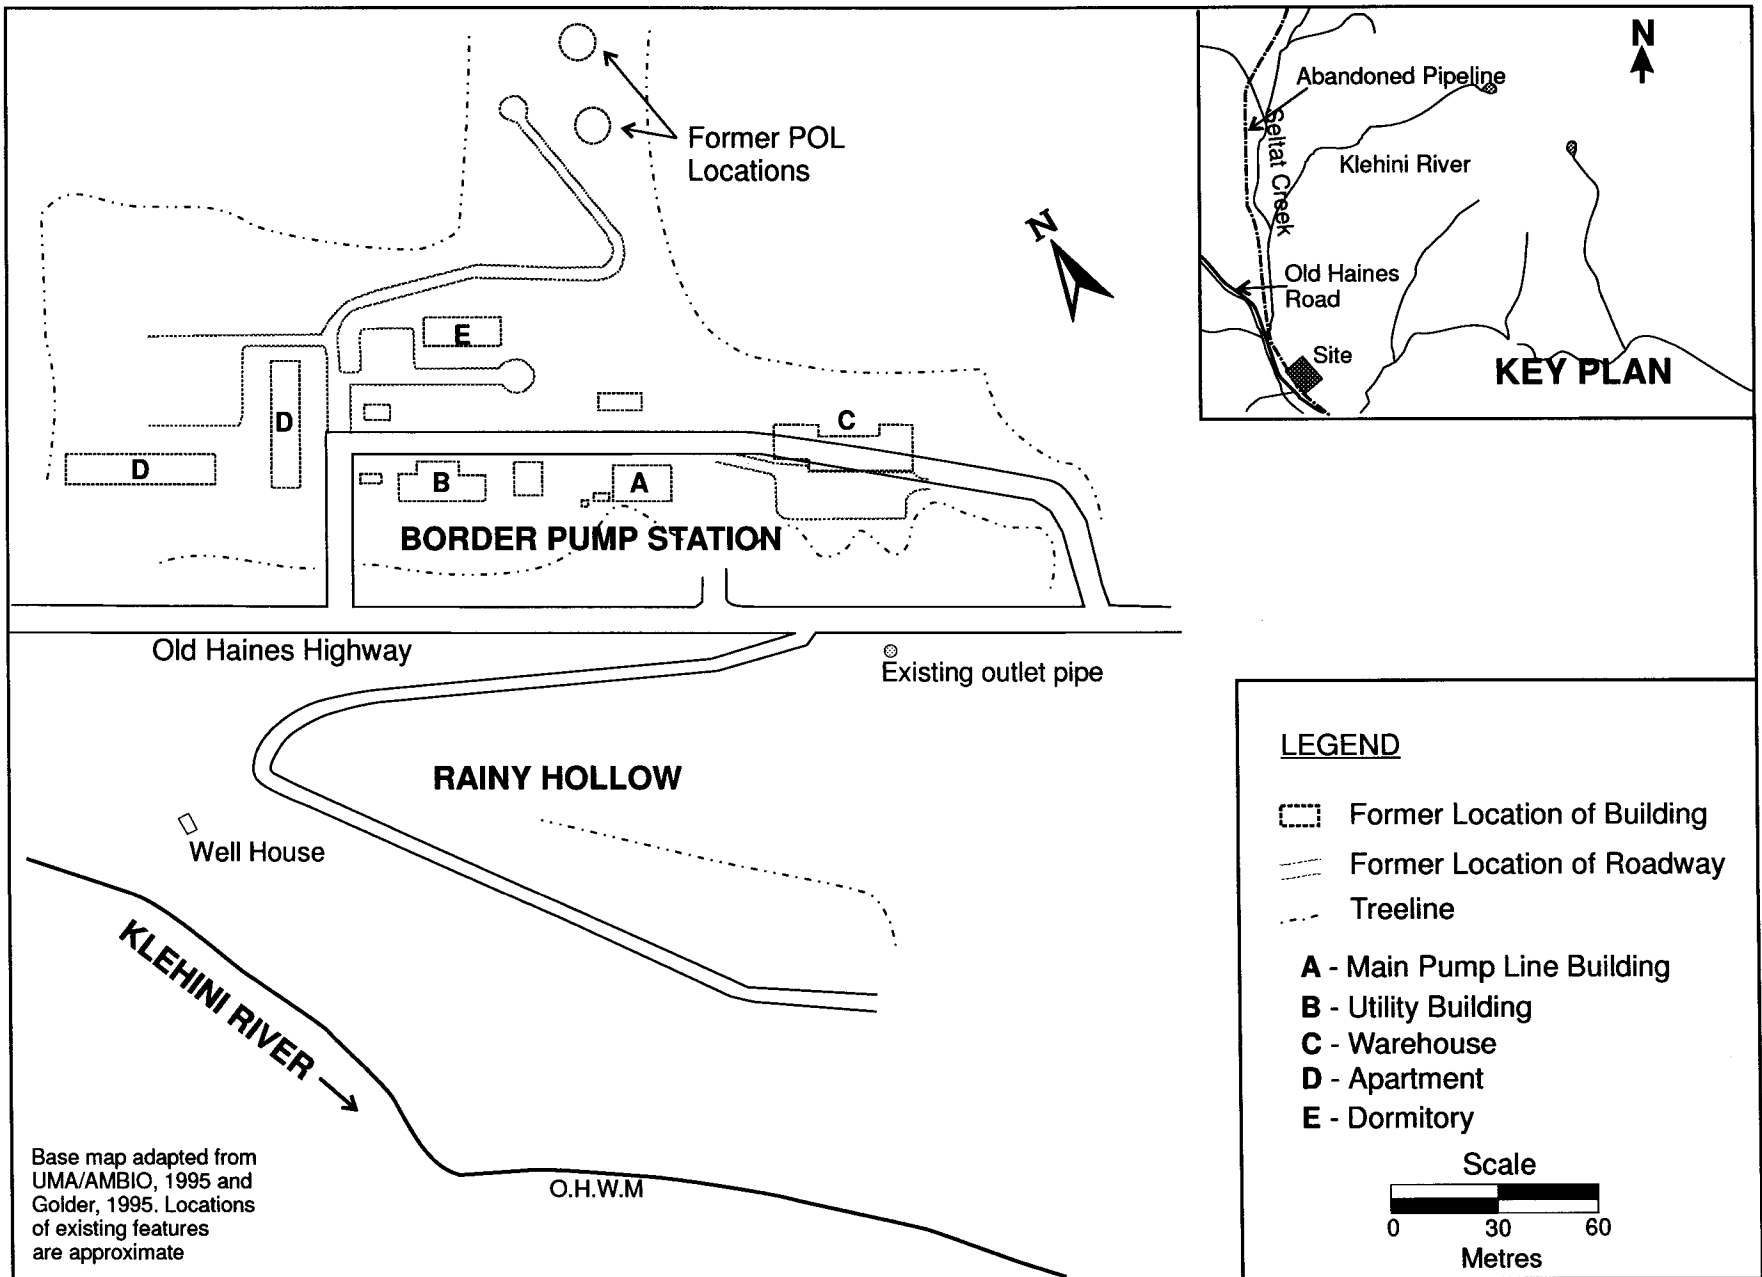 Former POL
Locations
N
E
D
D
C
B
A
BORDER PUMP STATION
Old Haines Highway
Existing outlet pipe
RAINY HOLLOW
Well House
KLEHINI RIVER
O.H.W.M
Base map adapted from
UMA/AMBIO, 1995 and
Golder, 1995. Locations
of existing features
are approximate
N
Abandoned Pipeline
Seltat Creek
Klehini River
Old Haines
Road
Site
KEY PLAN
LEGEND
Former Location of Building
Former Location of Roadway
Treeline
A - Main Pump Line Building
B - Utility Building
C - Warehouse
D - Apartment
E - Dormitory
Scale
0 30 60
Metres